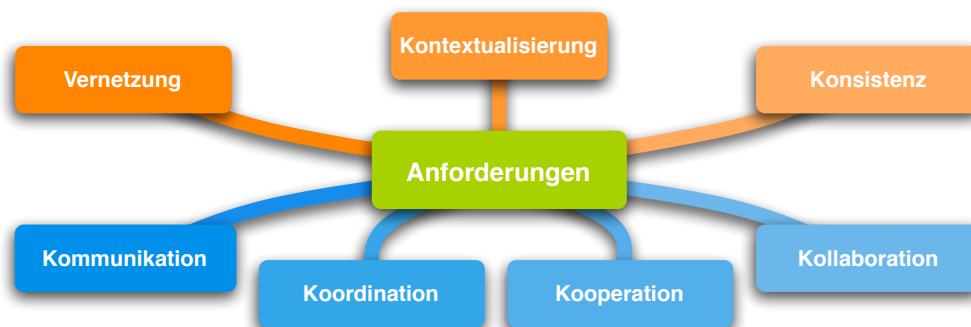 Kontextualisierung
Vernetzung
Konsistenz
Anforderungen
Kommunikation
Kollaboration
Koordination
Kooperation